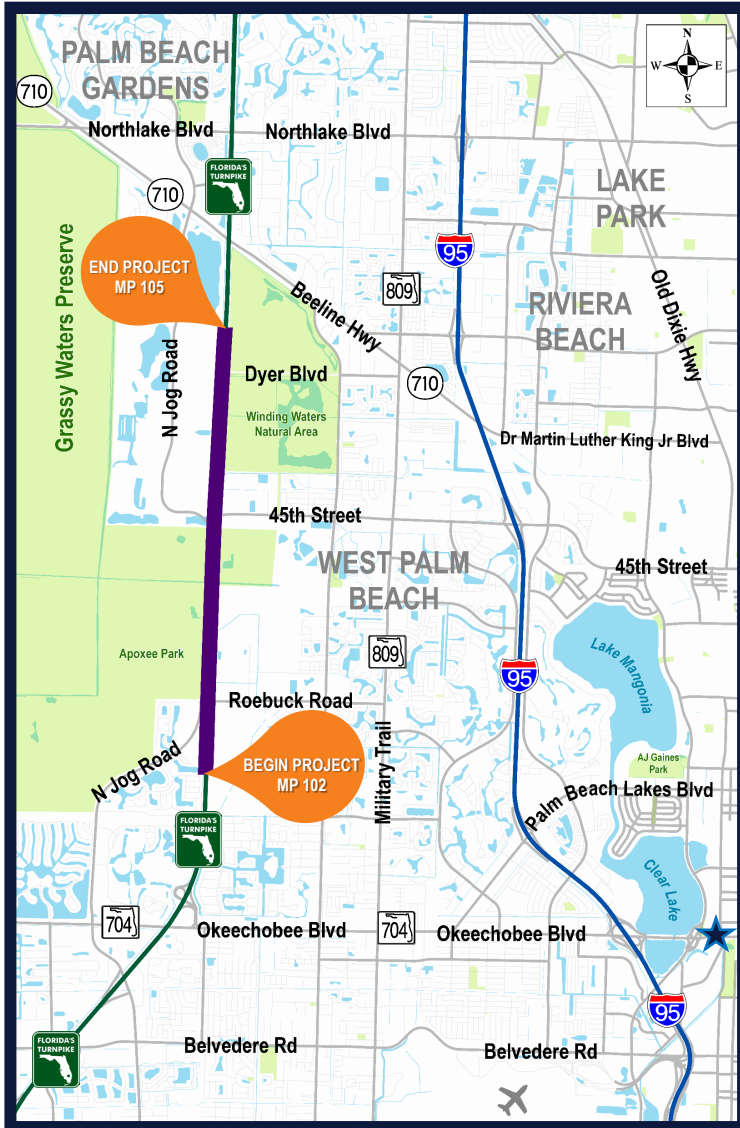 PALM BEACH
GARDENS
N
W E
S
710
Northlake Blvd
Northlake Blvd
FLORIDA'S
TURNPIKE
710
LAKE
PARK
95
END PROJECT
MP 105
809
Grassy Waters Preserve
Beeline Hwy
RIVIERA
BEACH
Old Dixie Hwy
N Jog Road
Dyer Blvd
710
Winding Waters
Natural Area
Dr Martin Luther King Jr Blvd
45th Street
WEST PALM
BEACH
45th Street
Apoxee Park
809
Lake Mangonia
95
Roebuck Road
N Jog Road
BEGIN PROJECT
MP 102
Military Trail
AJ Gaines
Park
Palm Beach Lakes Blvd
FLORIDA'S
TURNPIKE
Clear Lake
704
Okeechobee Blvd
704
Okeechobee Blvd
95
FLORIDA'S
TURNPIKE
Belvedere Rd
Belvedere Rd